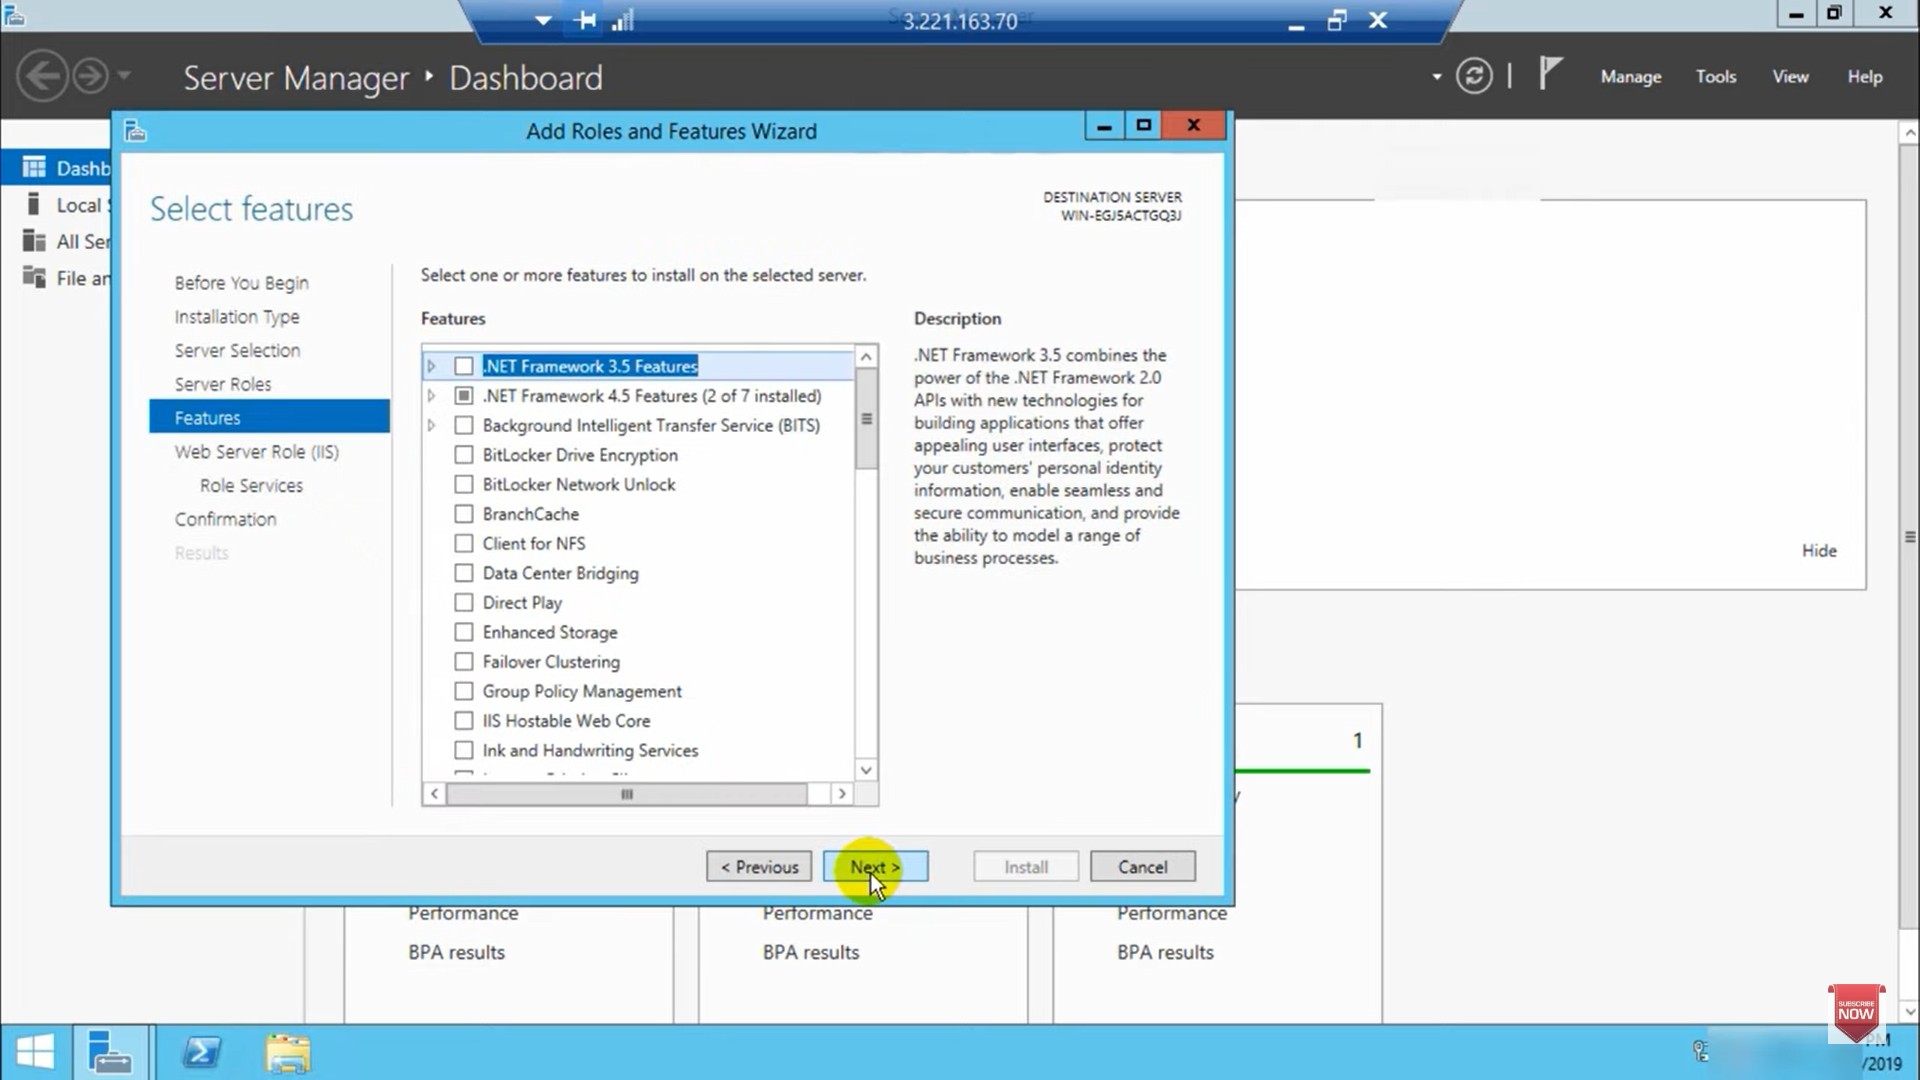 3.221.163.70
Server Manager ‣ Dashboard
Manage
Tools
View
Help
Add Roles and Features Wizard
Dashb
Local
All Ser
File an
Select features
DESTINATION SERVER
WIN-EGJ5ACTGQ3J
Before You Begin
Installation Type
Server Selection
Server Roles
Features
Web Server Role (IIS)
Role Services
Confirmation
Results
Select one or more features to install on the selected server.
Features
.NET Framework 3.5 Features
.NET Framework 4.5 Features (2 of 7 installed)
Background Intelligent Transfer Service (BITS)
BitLocker Drive Encryption
BitLocker Network Unlock
BranchCache
Client for NFS
Data Center Bridging
Direct Play
Enhanced Storage
Failover Clustering
Group Policy Management
IIS Hostable Web Core
Ink and Handwriting Services
Description
.NET Framework 3.5 combines the
power of the .NET Framework 2.0
APIs with new technologies for
building applications that offer
appealing user interfaces, protect
your customers' personal identity
information, enable seamless and
secure communication, and provide
the ability to model a range of
business processes.
Hide
1
< Previous
Next >
Install
Cancel
Performance
BPA results
Performance
BPA results
Performance
BPA results
SUBSCRIBE
NOW
PM
/2019